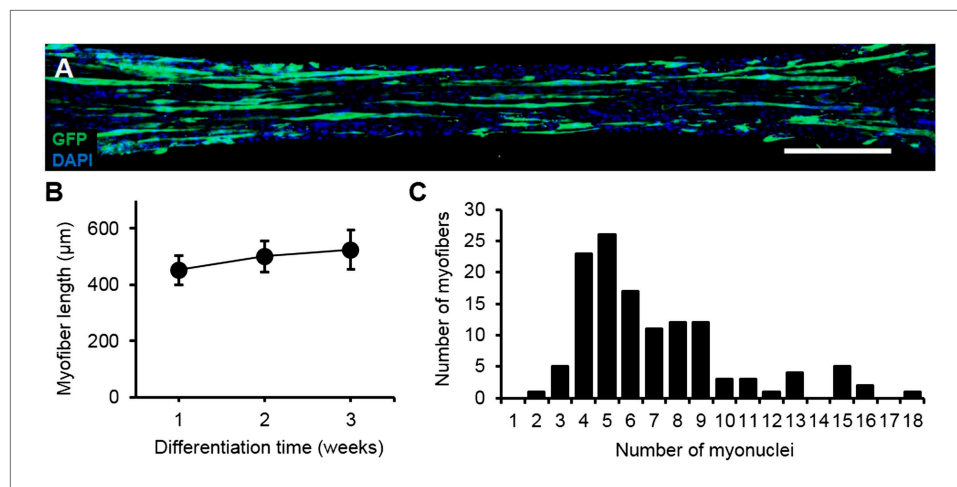 A
GFP
DAPI
B
Myofiber length (µm)
600
400
200
0
1 2 3
Differentiation time (weeks)
C
Number of myofibers
30
25
20
15
10
5
0
1 2 3 4 5 6 7 8 9 10 11 12 13 14 15 16 17 18
Number of myonuclei